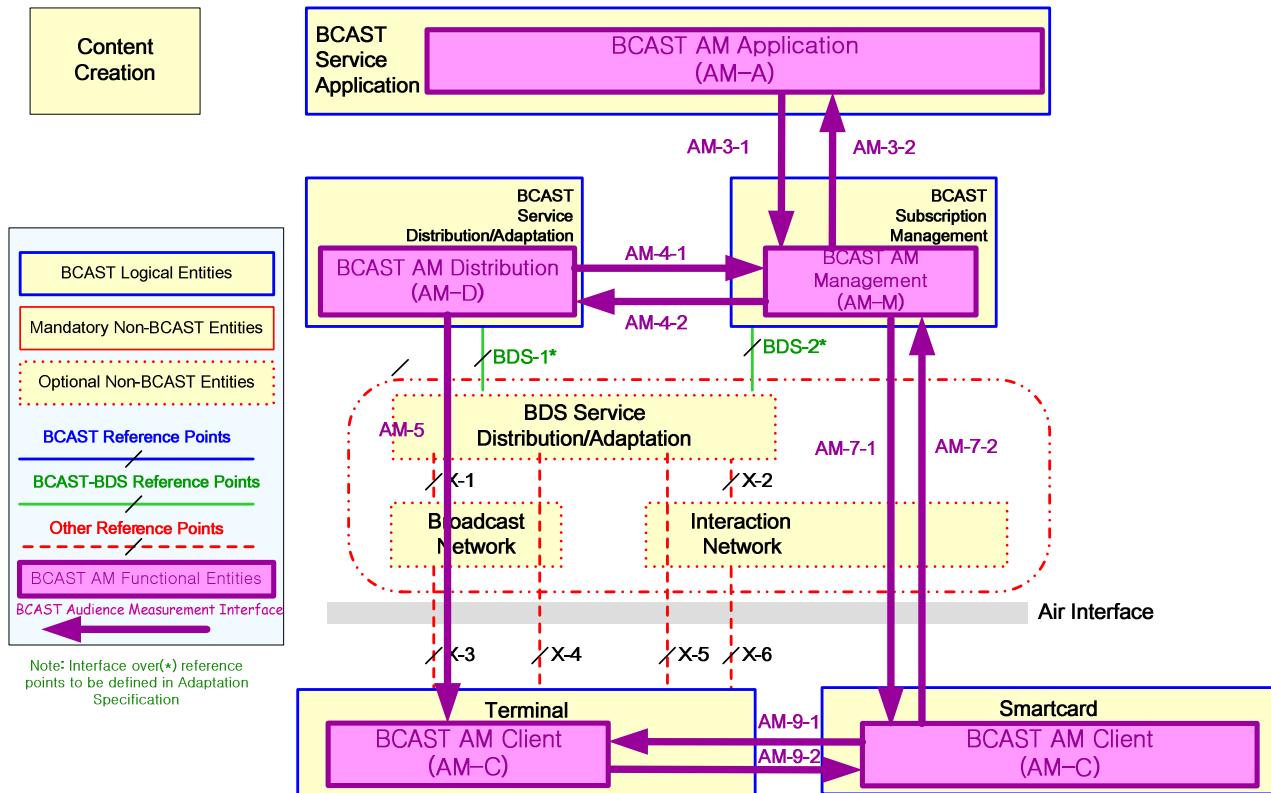 Content
Creation
BCAST
Service
Application
BCAST AM Application
(AM-A)
AM-3-1
AM-3-2
BCAST
Service
Distribution/Adaptation
BCAST AM Distribution
(AM-D)
AM-4-1
AM-4-2
BCAST
Subscription
Management
BCAST AM
Management
(AM-M)
BCAST Logical Entities
Mandatory Non-BCAST Entities
Optional Non-BCAST Entities
BCAST Reference Points
BCAST-BDS Reference Points
Other Reference Points
BCAST AM Functional Entities
BCAST Audience Measurement Interface
Note: Interface over(*) reference
points to be defined in Adaptation
Specification
BDS-1*
BDS-2*
BDS Service
Distribution/Adaptation
AM-5
AM-7-1
AM-7-2
X-1
X-2
Broadcast
Network
Interaction
Network
Air Interface
X-3
X-4
X-5
X-6
Terminal
BCAST AM Client
(AM-C)
AM-9-1
AM-9-2
Smartcard
BCAST AM Client
(AM-C)